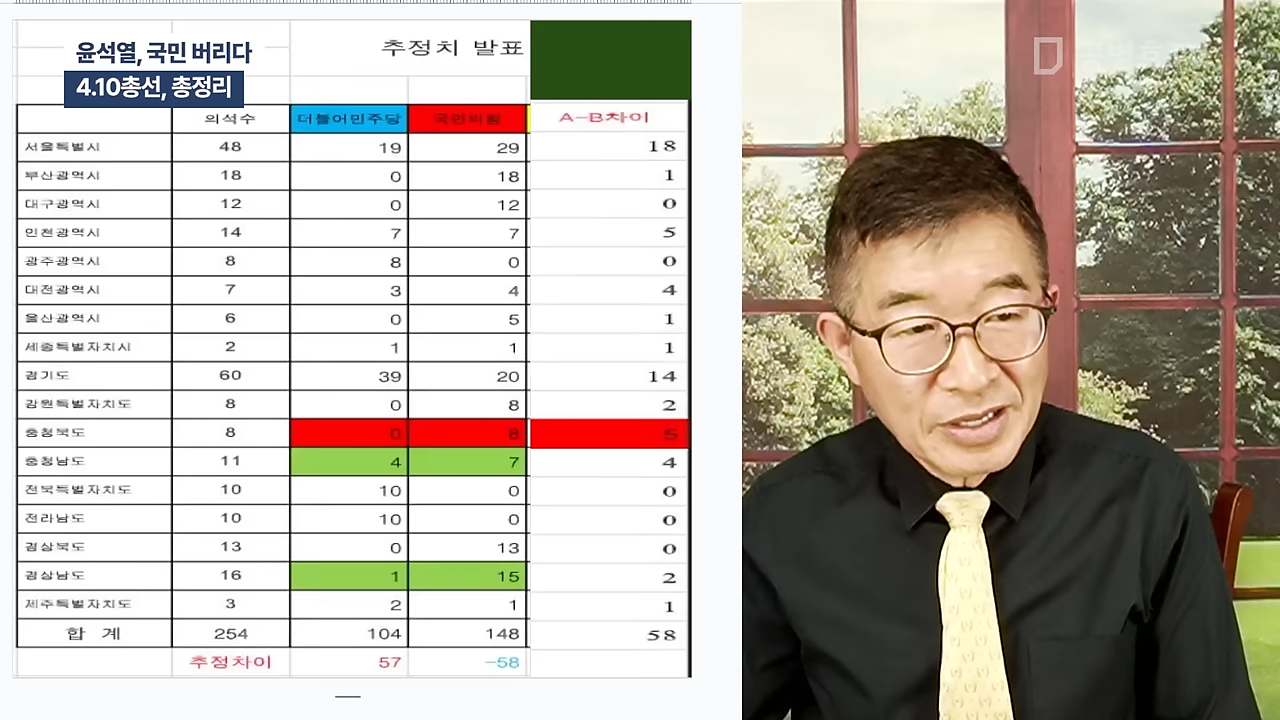 윤석열, 국민 버리다
4.10총선, 총정리
추정치 발표
의석수 더불어민주당 국민의힘 A-B차이
서울특별시 48 19 29 18
부산광역시 18 0 18 1
대구광역시 12 0 12 0
인천광역시 14 7 7 5
광주광역시 8 8 0 0
대전광역시 7 3 4 4
울산광역시 6 0 5 1
세종특별자치시 2 1 1 1
경기도 60 39 20 14
강원특별자치도 8 0 8 2
충청북도 8 0 8 5
충청남도 11 4 7 4
전북특별자치도 10 10 0 0
전라남도 10 10 0 0
경상북도 13 0 13 0
경상남도 16 1 15 2
제주특별자치도 3 2 1 1
합 계 254 104 148 58
추정차이 57 -58